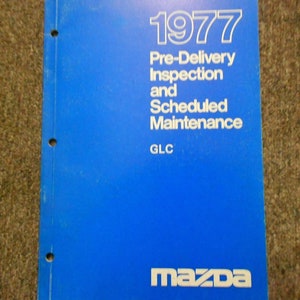 1977
Pre-Delivery
Inspection
and
Scheduled
Maintenance
GLC
mazda